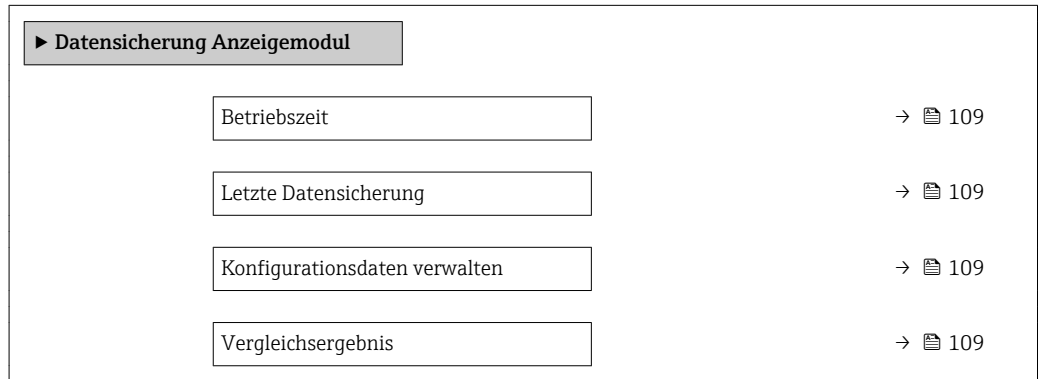 ▶ Datensicherung Anzeigemodul
Betriebszeit → 🖹 109
Letzte Datensicherung → 🖹 109
Konfigurationsdaten verwalten → 🖹 109
Vergleichsergebnis → 🖹 109